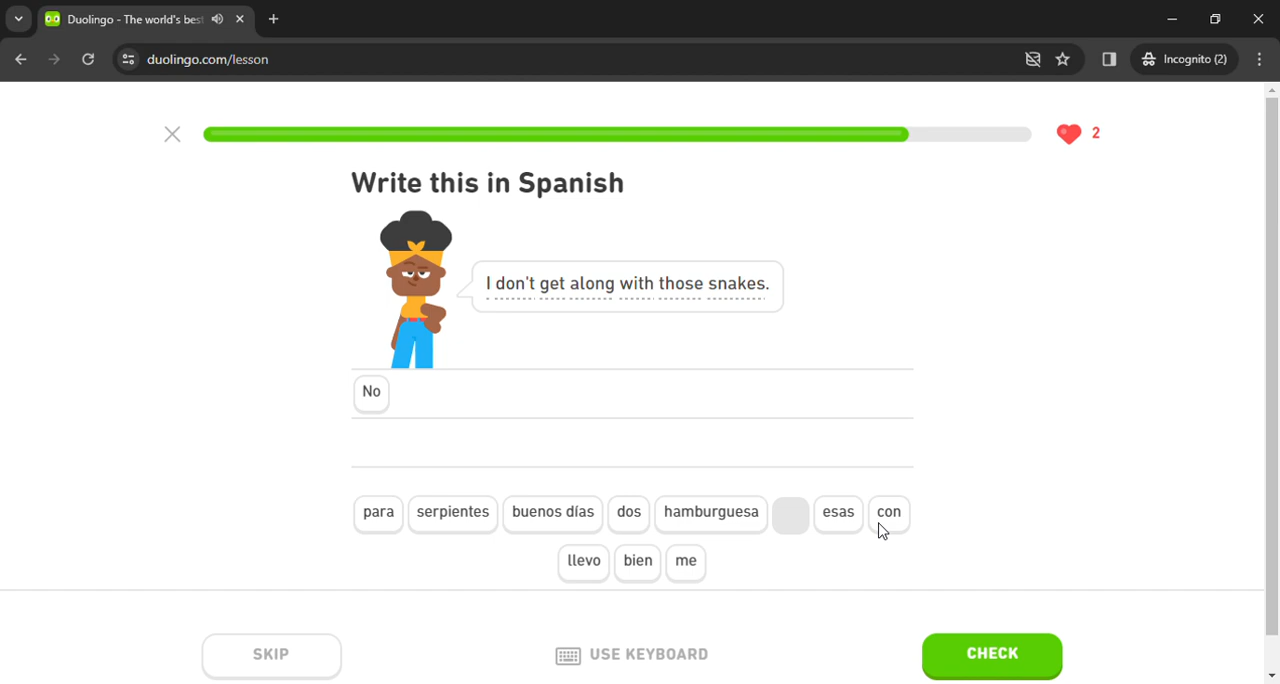 Duolingo - The world's bes
duolingo.com/lesson
Incognito (2)
2
Write this in Spanish
I don't get along with those snakes.
No
para serpientes buenos días dos hamburguesa esas con
llevo bien me
SKIP USE KEYBOARD CHECK